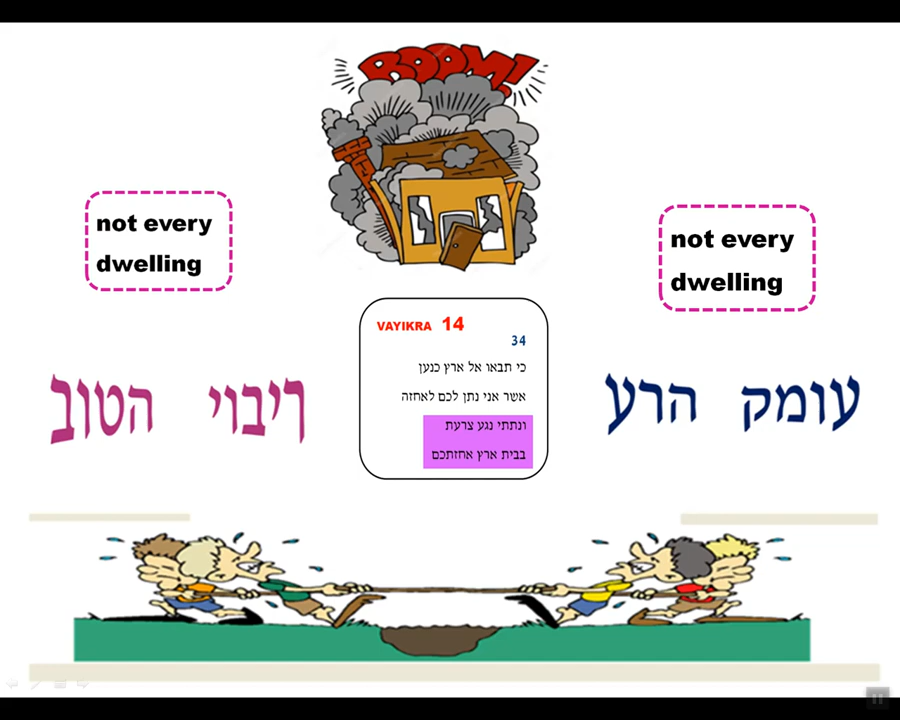 BOOM!
not every
dwelling
not every
dwelling
VAYIKRA 14
34
כי תבאו אל ארץ כנען
אשר אני נתן לכם לאחזה
ונתתי נגע צרעת
בבית ארץ אחזתכם
ריבוי הטוב
עומק הרע